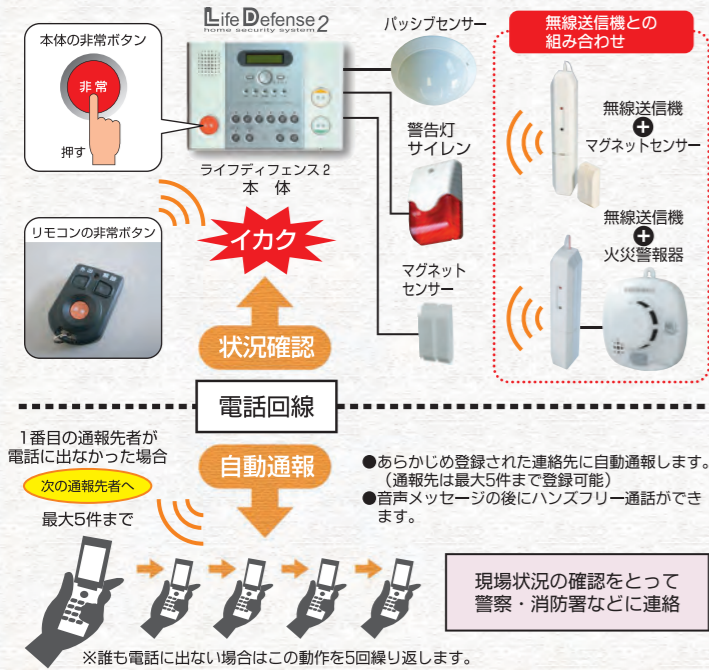 本体の非常ボタン
非常
押す
Life Defense 2
home security system
ライフディフェンス2
本体
パッシブセンサー
警告灯
サイレン
マグネット
センサー
無線送信機との
組み合わせ
無線送信機
+
マグネットセンサー
無線送信機
+
火災警報器
リモコンの非常ボタン
イカク
状況確認
電話回線
自動通報
1番目の通報先者が
電話に出なかった場合
次の通報先者へ
最大5件まで
●あらかじめ登録された連絡先に自動通報します。
(通報先は最大5件まで登録可能)
●音声メッセージの後にハンズフリー通話ができ
ます。
現場状況の確認をとって
警察・消防署などに連絡
※誰も電話に出ない場合はこの動作を5回繰り返します。